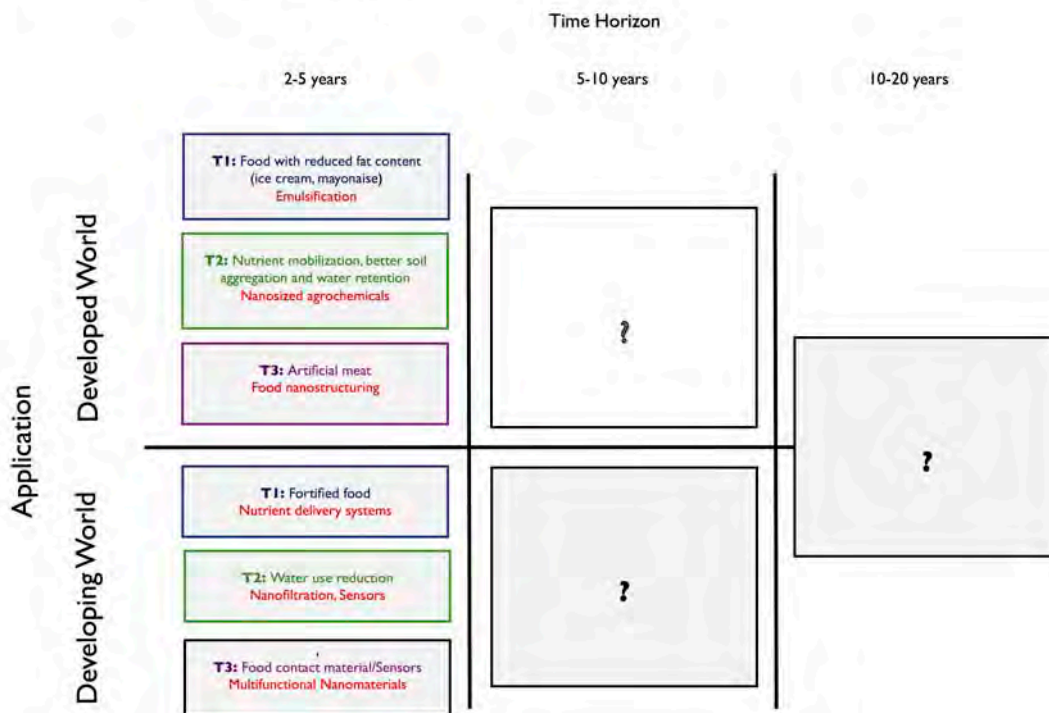 Time Horizon
2-5 years
5-10 years
10-20 years
Application
Developed World
T1: Food with reduced fat content
(ice cream, mayonaise)
Emulsification
T2: Nutrient mobilization, better soil
aggregation and water retention
Nanosized agrochemicals
T3: Artificial meat
Food nanostructuring
?
?
Developing World
T1: Fortified food
Nutrient delivery systems
T2: Water use reduction
Nanofiltration, Sensors
T3: Food contact material/Sensors
Multifunctional Nanomaterials
?